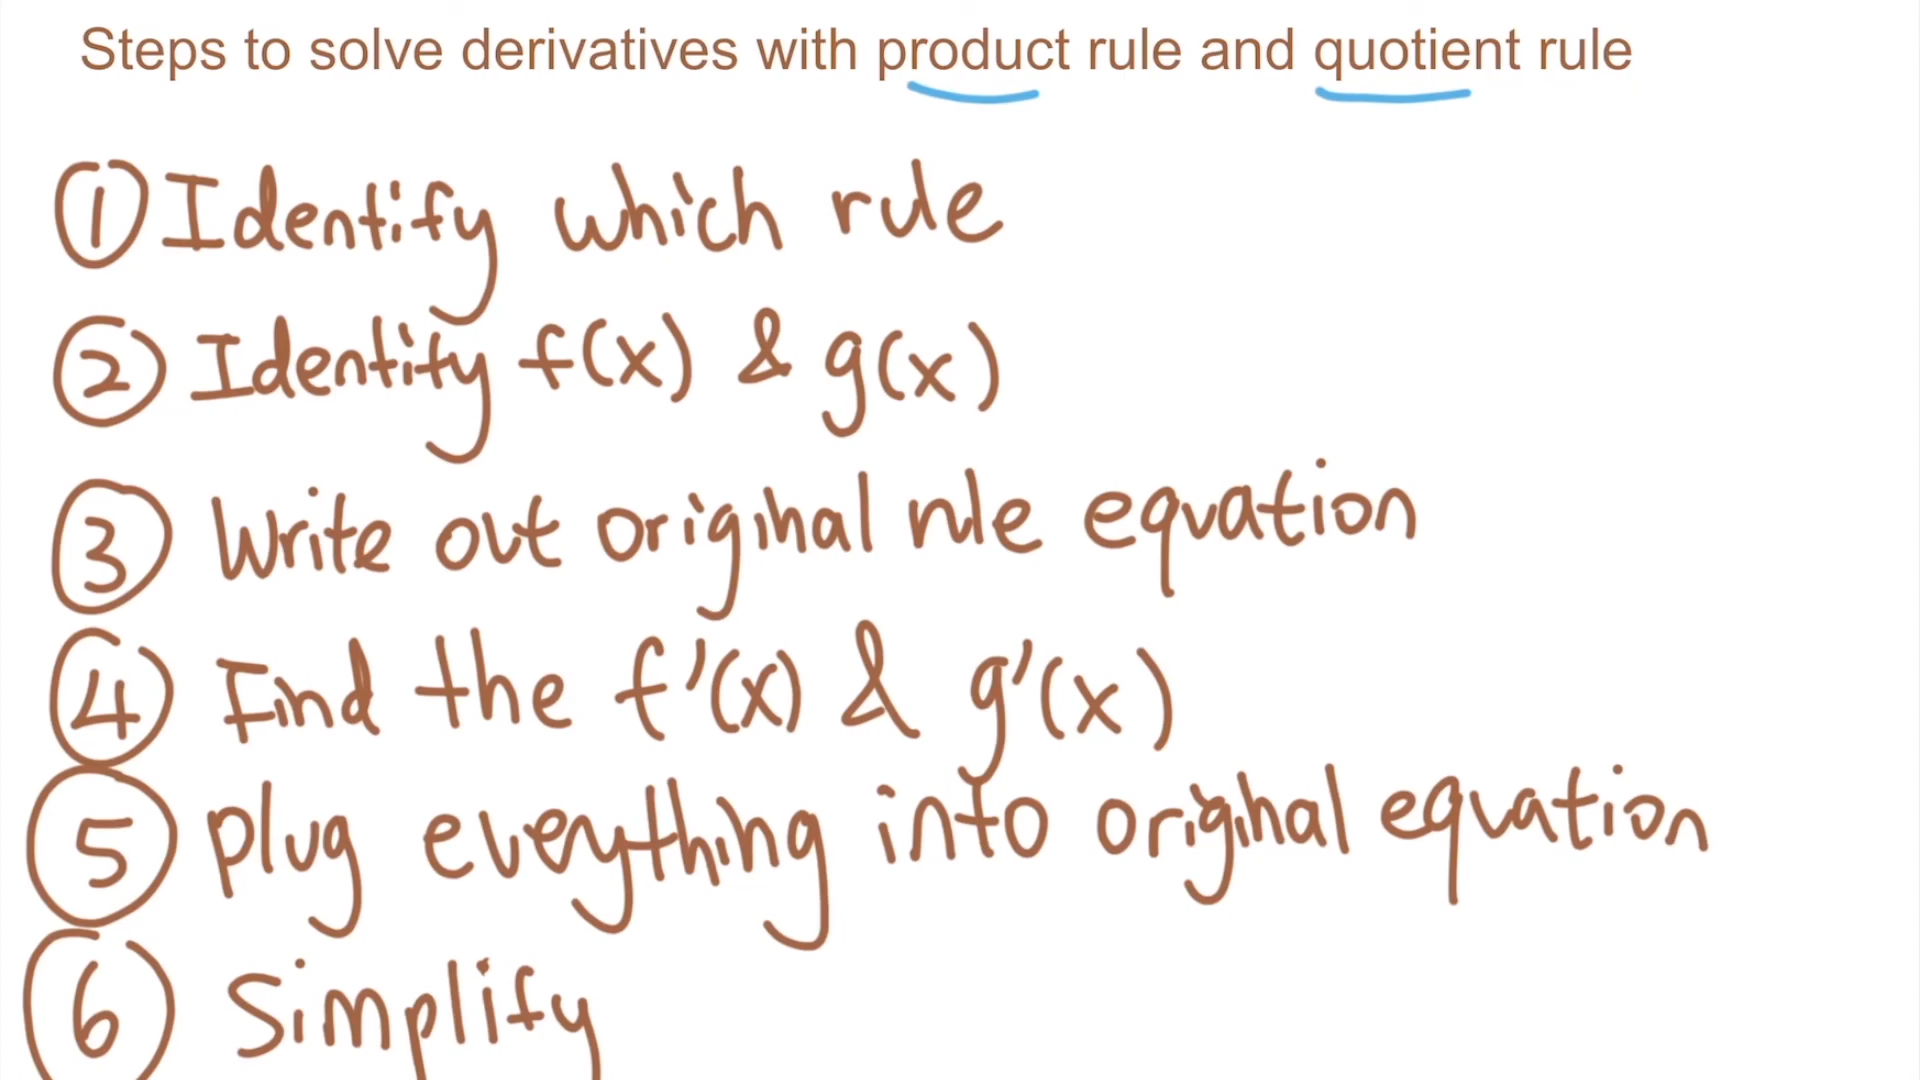 Steps to solve derivatives with product rule and quotient rule
① Identify which rule
② Identify f(x) & g(x)
③ Write out original rule equation
④ Find the f'(x) & g'(x)
⑤ plug everything into original equation
⑥ Simplify